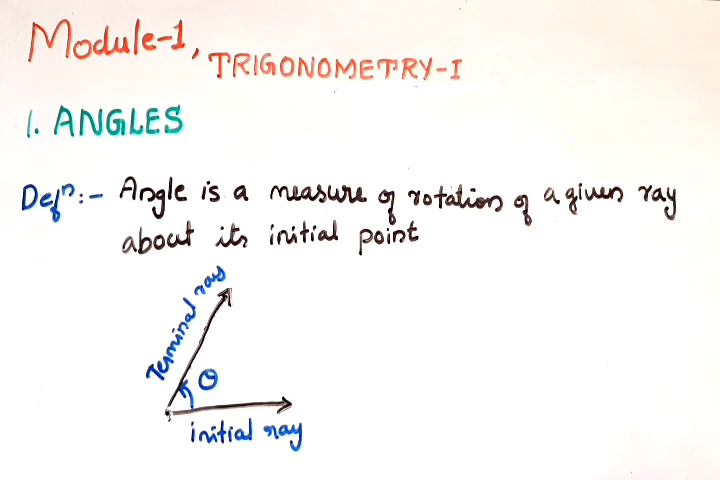 Module-1, TRIGONOMETRY-I
1. ANGLES
Defⁿ:- Angle is a measure of rotation of a given ray
about its initial point
Terminal ray
θ
initial ray